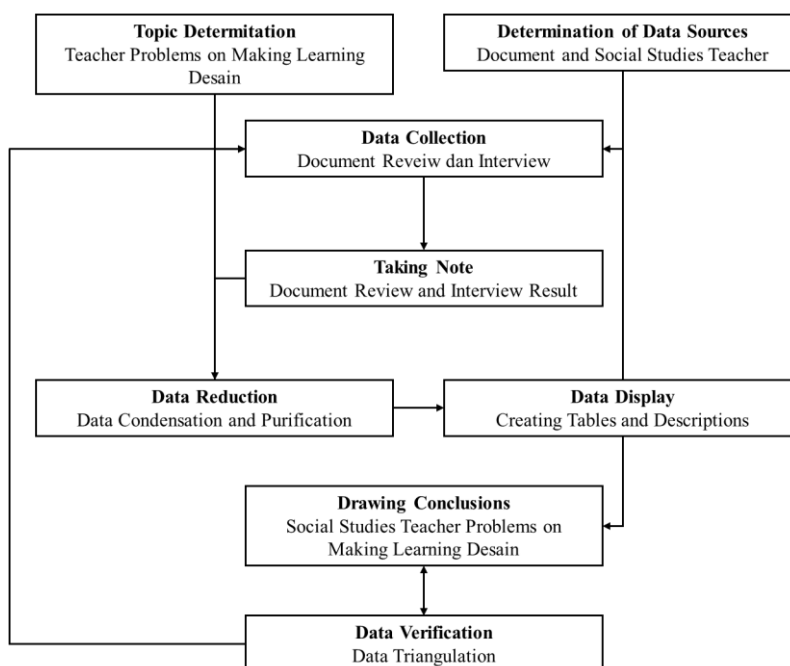 Topic Determitation
Teacher Problems on Making Learning
Desain
Determination of Data Sources
Document and Social Studies Teacher
Data Collection
Document Reveiw dan Interview
Taking Note
Document Review and Interview Result
Data Reduction
Data Condensation and Purification
Data Display
Creating Tables and Descriptions
Drawing Conclusions
Social Studies Teacher Problems on
Making Learning Desain
Data Verification
Data Triangulation